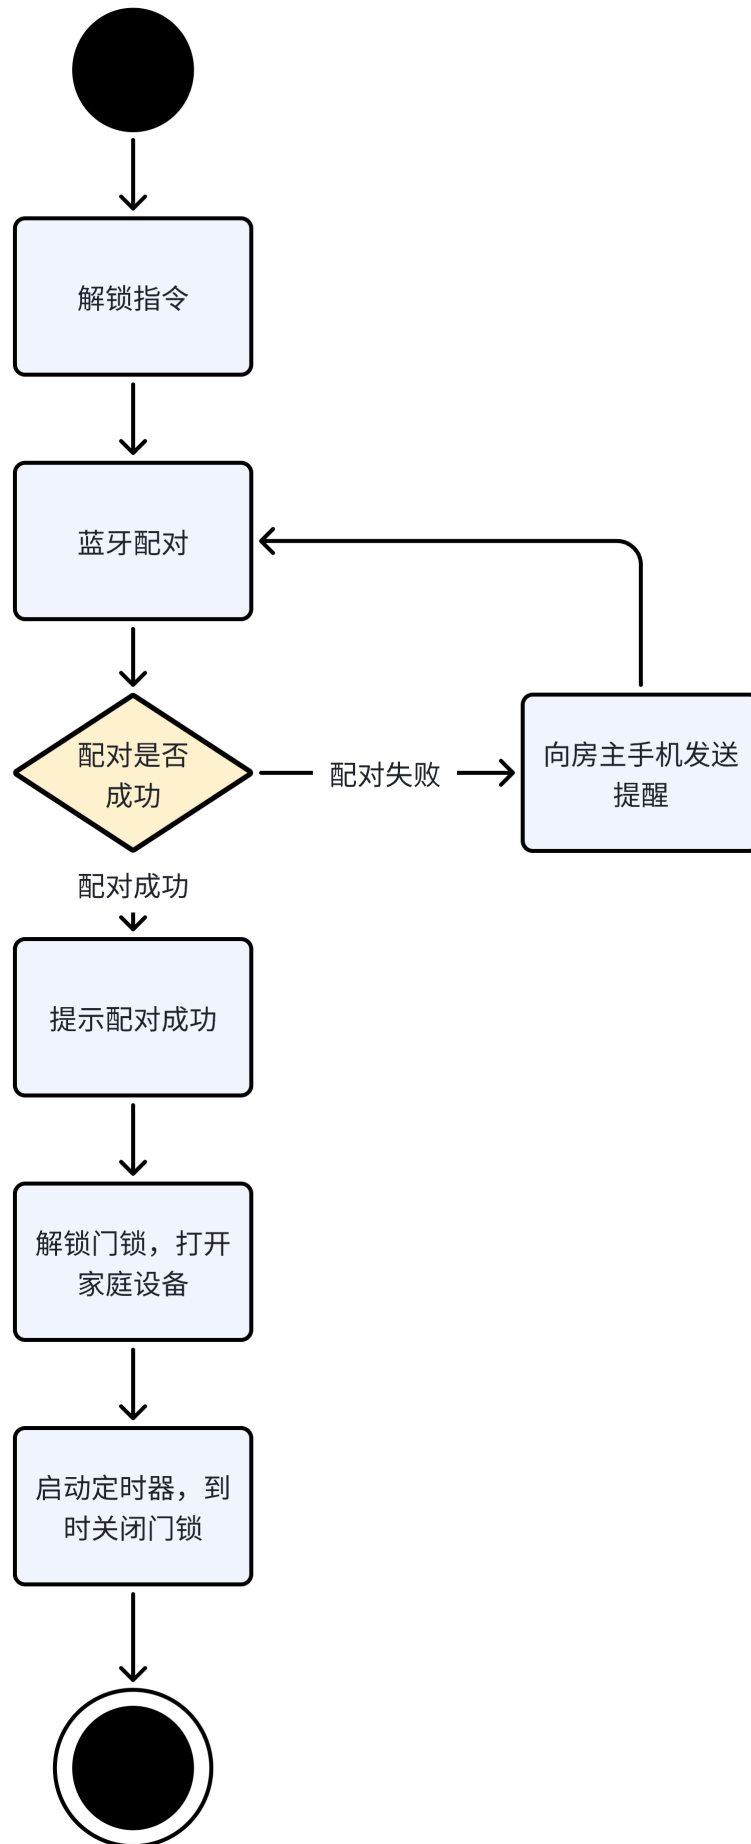 解锁指令
蓝牙配对
配对是否
成功
配对失败
向房主手机发送
提醒
配对成功
提示配对成功
解锁门锁，打开
家庭设备
启动定时器，到
时关闭门锁